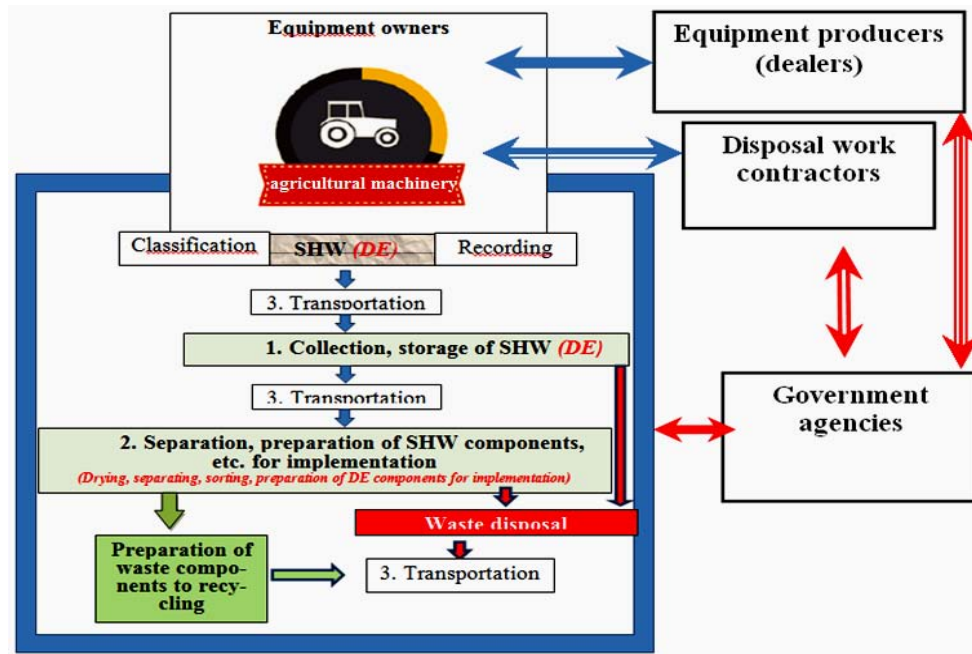 Equipment owners
agricultural machinery
Equipment producers
(dealers)
Disposal work
contractors
Classification
SHW (DE)
Recording
3. Transportation
1. Collection, storage of SHW (DE)
3. Transportation
2. Separation, preparation of SHW components,
etc. for implementation
(Drying, separating, sorting, preparation of DE components for implementation)
Government
agencies
Waste disposal
Preparation of
waste compo-
nents to recy-
cling
3. Transportation